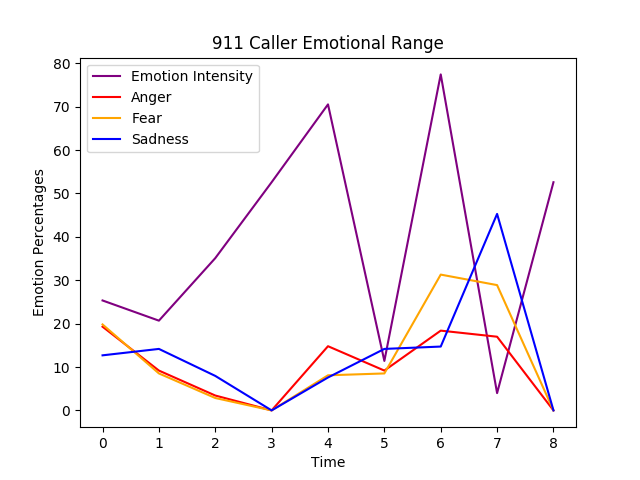 911 Caller Emotional Range
Emotion Intensity
Anger
Fear
Sadness
Emotion Percentages
80
70
60
50
40
30
20
10
0
0 1 2 3 4 5 6 7 8
Time